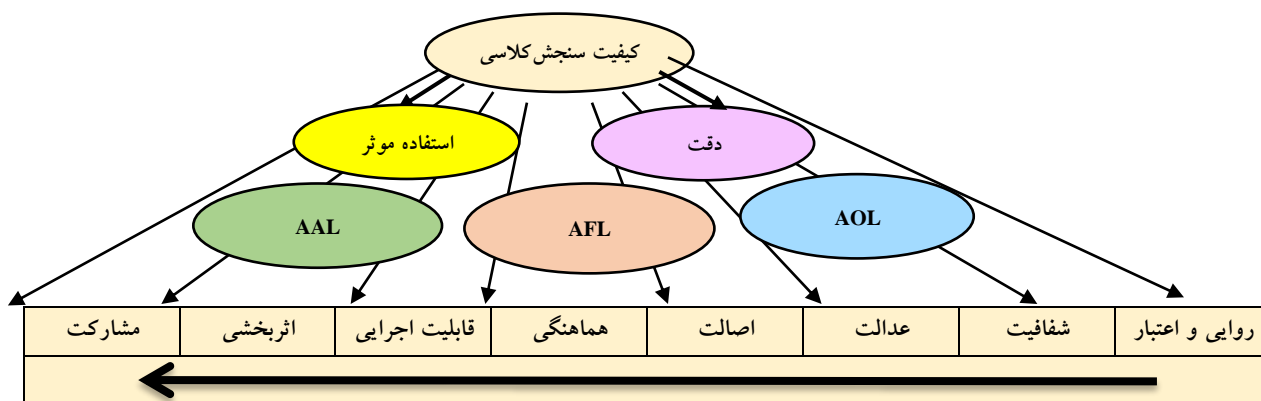 کیفیت سنجش کلاسی
دقت
استفاده موثر
AOL
AFL
AAL
روایی و اعتبار
شفافیت
عدالت
اصالت
هماهنگی
قابلیت اجرایی
اثربخشی
مشارکت